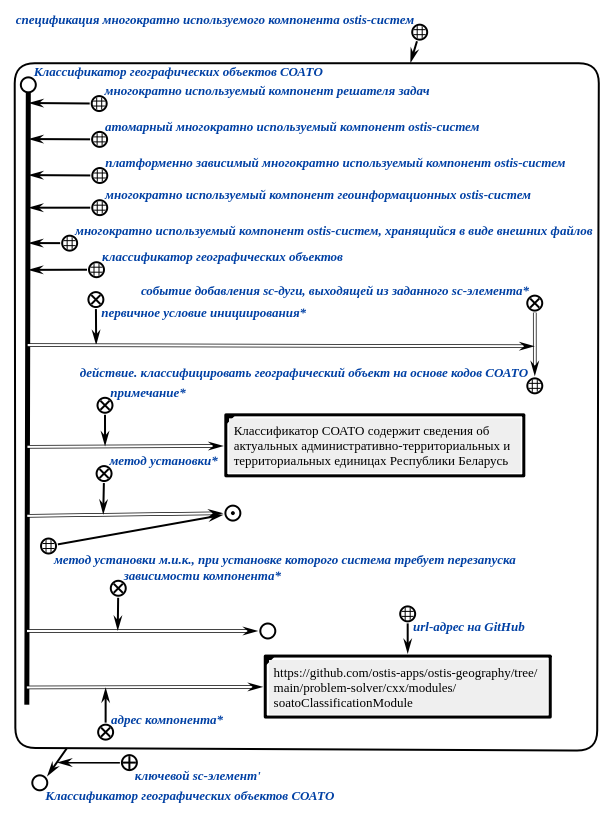 спецификация многократно используемого компонента ostis-систем
Классификатор географических объектов СОАТО
многократно используемый компонент решателя задач
атомарный многократно используемый компонент ostis-систем
платформенно зависимый многократно используемый компонент ostis-систем
многократно используемый компонент геоинформационных ostis-систем
многократно используемый компонент ostis-систем, хранящийся в виде внешних файлов
классификатор географических объектов
событие добавления sc-дуги, выходящей из заданного sc-элемента*
первичное условие инициирования*
действие. классифицировать географический объект на основе кодов СОАТО
примечание*
Классификатор СОАТО содержит сведения об
актуальных административно-территориальных и
территориальных единицах Республики Беларусь
метод установки*
метод установки м.и.к., при установке которого система требует перезапуска
зависимости компонента*
url-адрес на GitHub
https://github.com/ostis-apps/ostis-geography/tree/
main/problem-solver/cxx/modules/
soatoClassificationModule
адрес компонента*
ключевой sc-элемент'
Классификатор географических объектов СОАТО